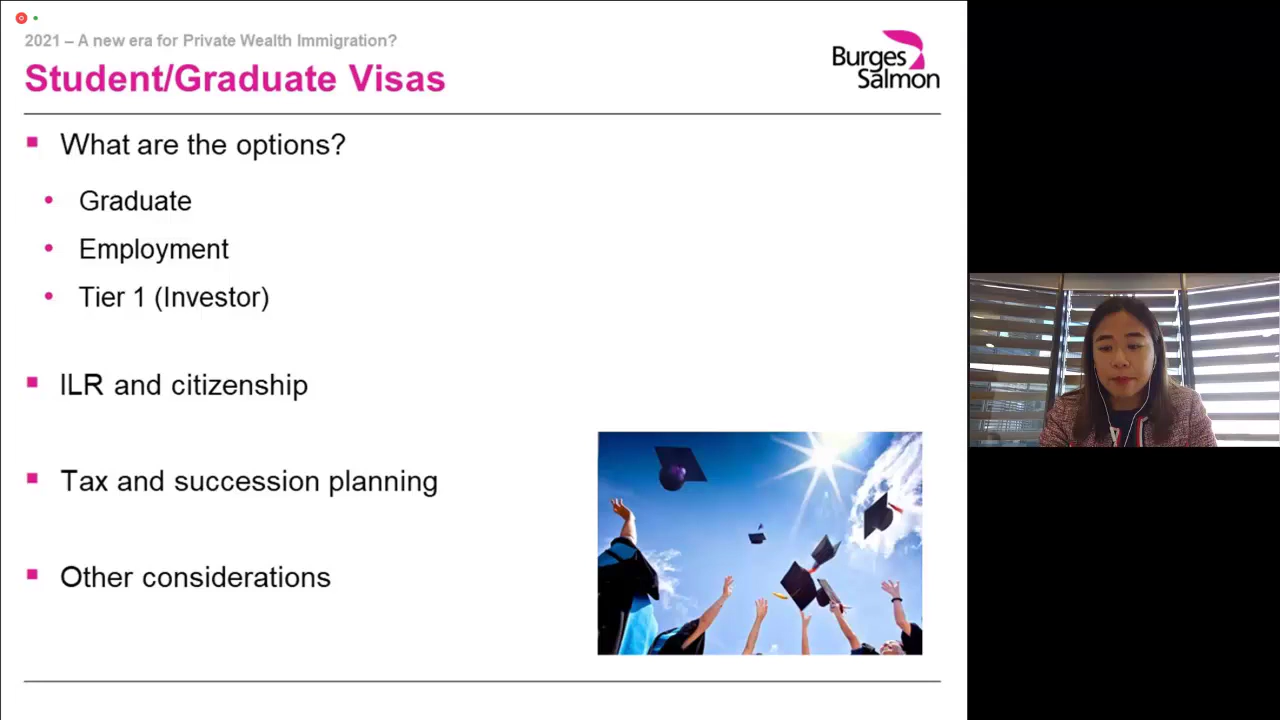 2021 – A new era for Private Wealth Immigration?
Student/Graduate Visas
Burges
Salmon
What are the options?
Graduate
Employment
Tier 1 (Investor)
ILR and citizenship
Tax and succession planning
Other considerations